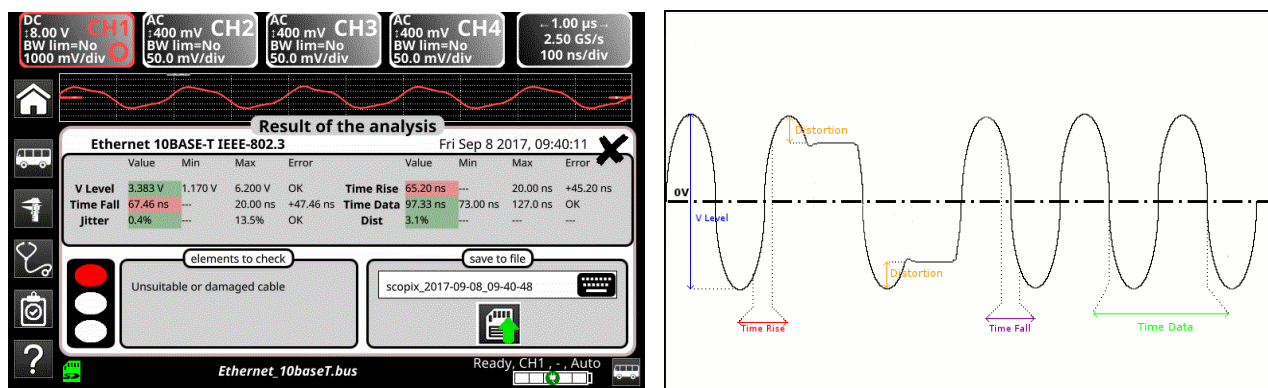 DC
↕8.00 V CH1
BW lim=No
1000 mV/div
AC
↕400 mV CH2
BW lim=No
50.0 mV/div
AC
↕400 mV CH3
BW lim=No
50.0 mV/div
AC
↕400 mV CH4
BW lim=No
50.0 mV/div
←1.00 µs→
2.50 GS/s
100 ns/div
Result of the analysis
Ethernet 10BASE-T IEEE-802.3 Fri Sep 8 2017, 09:40:11
Value Min Max Error Value Min Max Error
V Level 3.383 V 1.170 V 6.200 V OK Time Rise 65.20 ns --- 20.00 ns +45.20 ns
Time Fall 67.46 ns --- 20.00 ns +47.46 ns Time Data 97.33 ns 73.00 ns 127.0 ns OK
Jitter 0.4% --- 13.5% OK Dist 3.1% --- --- ---
elements to check
Unsuitable or damaged cable
save to file
scopix_2017-09-08_09-40-48
Ready, CH1 , - , Auto
Ethernet_10baseT.bus
Distortion
0V
V Level
Distortion
Time Rise
Time Fall
Time Data